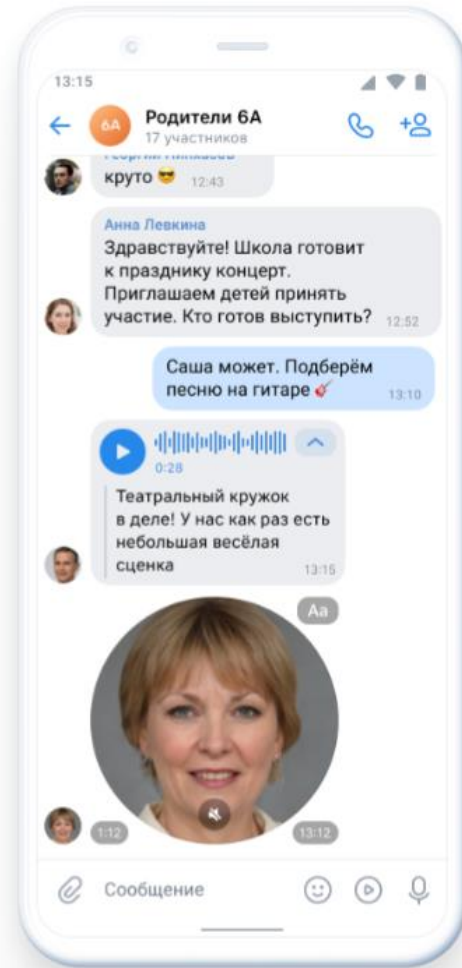 13:15
6А
Родители 6А
17 участников
круто 😎
12:43
Анна Левкина
Здравствуйте! Школа готовит
к празднику концерт.
Приглашаем детей принять
участие. Кто готов выступить?
12:52
Саша может. Подберём
песню на гитаре 🎸
13:10
0:28
Театральный кружок
в деле! У нас как раз есть
небольшая весёлая
сценка
13:15
Аа
1:12
13:12
Сообщение